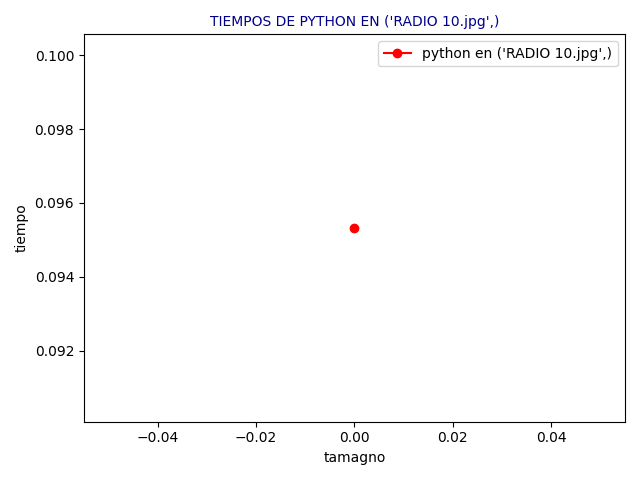 TIEMPOS DE PYTHON EN ('RADIO 10.jpg',)
python en ('RADIO 10.jpg',)
0.100
0.098
0.096
0.094
0.092
tiempo
−0.04 −0.02 0.00 0.02 0.04
tamagno